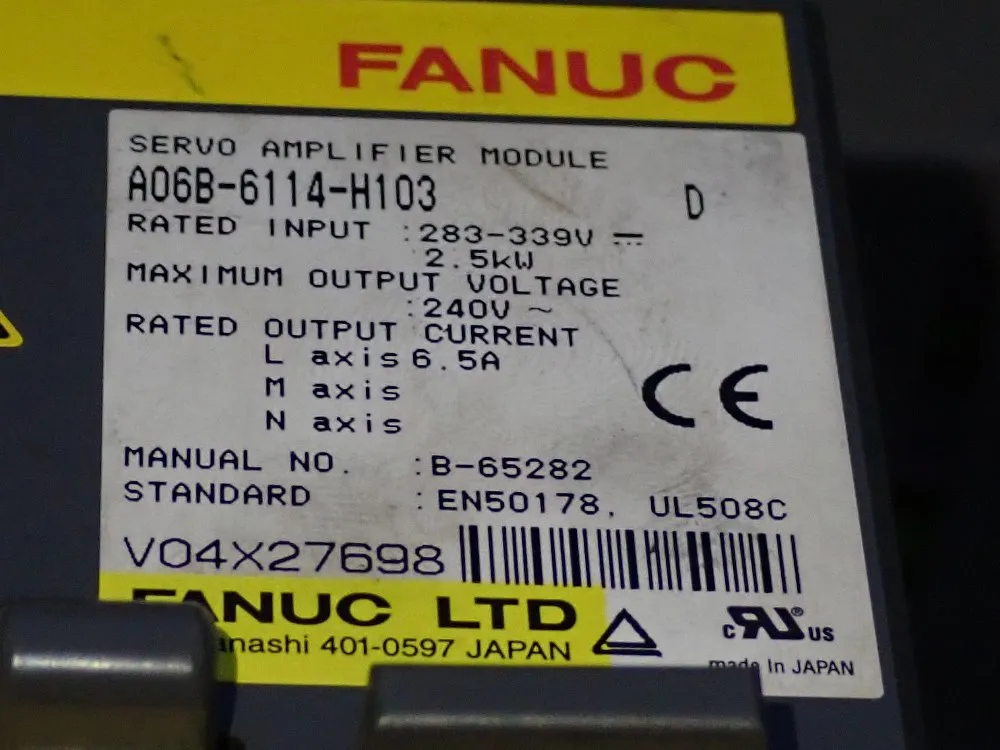 FANUC
SERVO AMPLIFIER MODULE
A06B-6114-H103 D
RATED INPUT :283-339V ⎓
2.5kW
MAXIMUM OUTPUT VOLTAGE
:240V ~
RATED OUTPUT CURRENT
L axis 6.5A
M axis
N axis
MANUAL NO. :B-65282
STANDARD :EN50178, UL508C
CE
V04X27698
FANUC LTD
401-0597 JAPAN
c RU® US
made In JAPAN